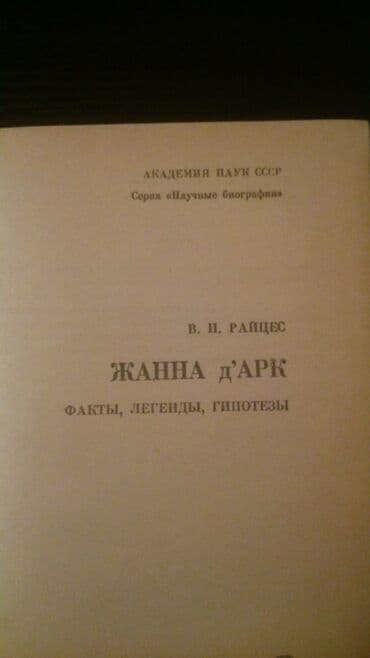 АКАДЕМИЯ НАУК СССР
Серия «Научные биографии»
В. И. РАЙЦЕС
ЖАННА д'АРК
ФАКТЫ, ЛЕГЕНДЫ, ГИПОТЕЗЫ